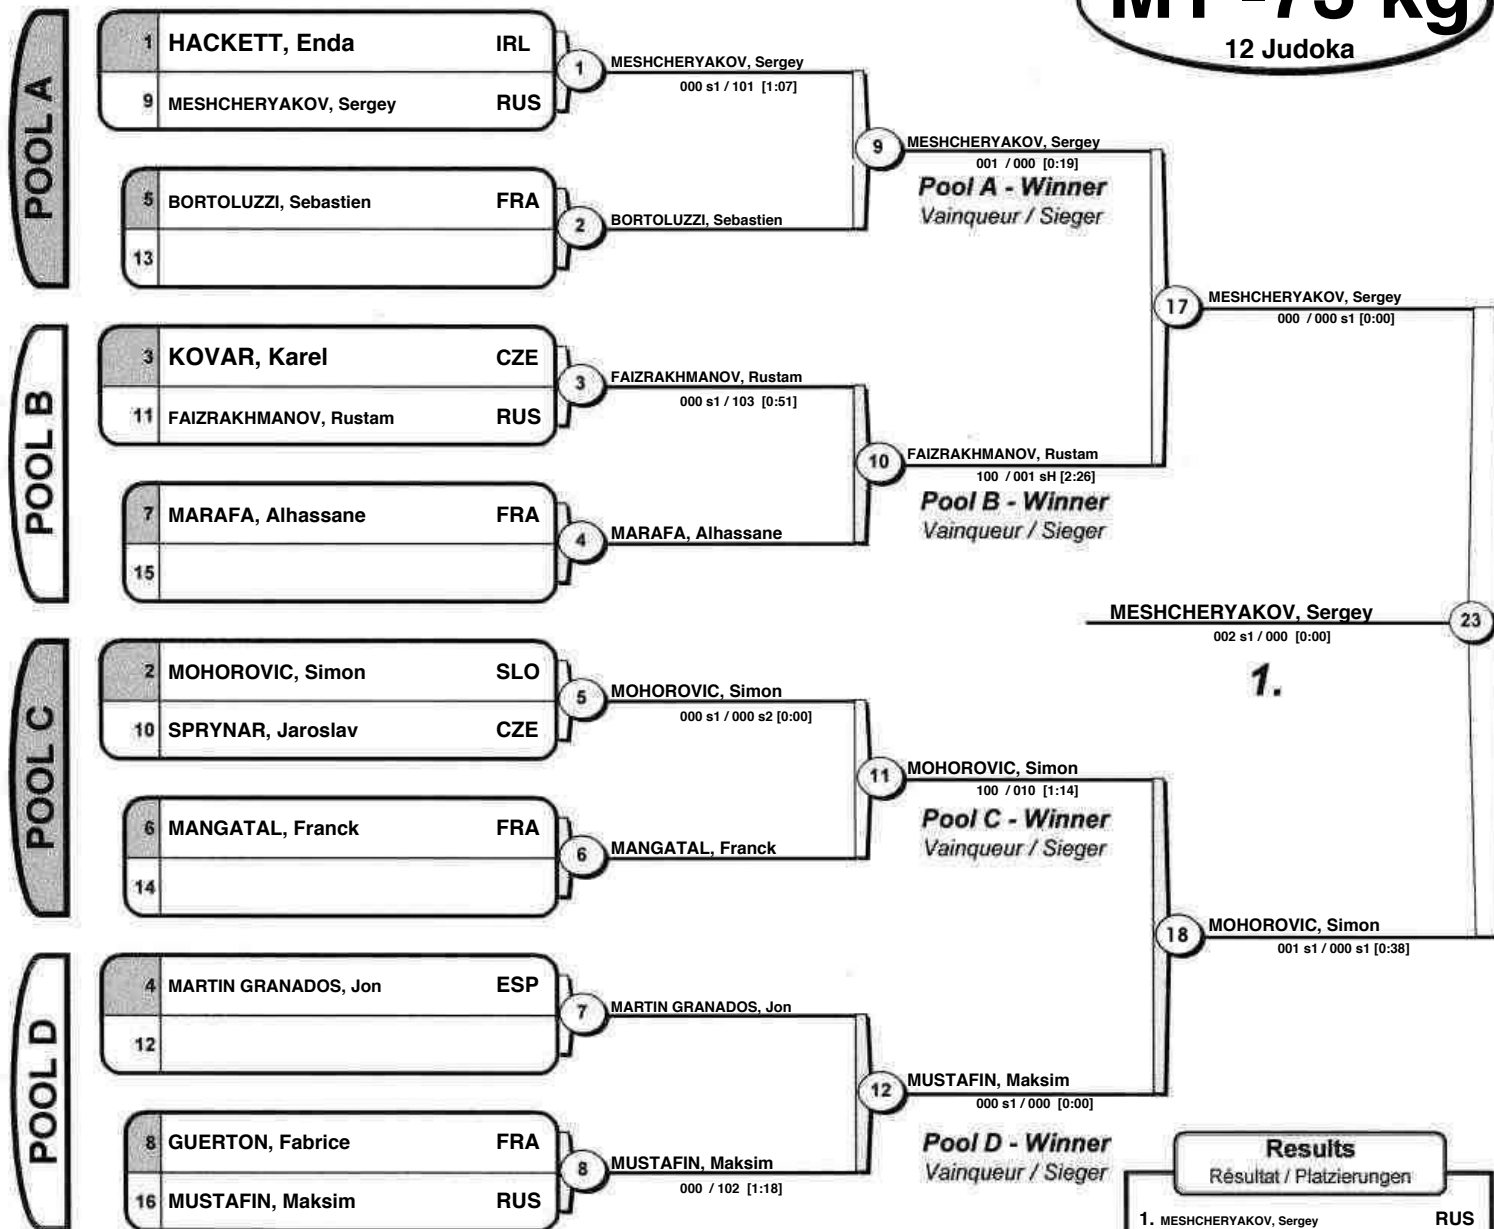 M1 -73 kg
12 Judoka
POOL A
1 HACKETT, Enda IRL
9 MESHCHERYAKOV, Sergey RUS
1
MESHCHERYAKOV, Sergey
000 s1 / 101 [1:07]
5 BORTOLUZZI, Sebastien FRA
13
2
BORTOLUZZI, Sebastien
9
MESHCHERYAKOV, Sergey
001 / 000 [0:19]
Pool A - Winner
Vainqueur / Sieger
POOL B
3 KOVAR, Karel CZE
11 FAIZRAKHMANOV, Rustam RUS
3
FAIZRAKHMANOV, Rustam
000 s1 / 103 [0:51]
7 MARAFA, Alhassane FRA
15
4
MARAFA, Alhassane
10
FAIZRAKHMANOV, Rustam
100 / 001 sH [2:26]
Pool B - Winner
Vainqueur / Sieger
17
MESHCHERYAKOV, Sergey
000 / 000 s1 [0:00]
MESHCHERYAKOV, Sergey
002 s1 / 000 [0:00]
23
1.
POOL C
2 MOHOROVIC, Simon SLO
10 SPRYNAR, Jaroslav CZE
5
MOHOROVIC, Simon
000 s1 / 000 s2 [0:00]
6 MANGATAL, Franck FRA
14
6
MANGATAL, Franck
11
MOHOROVIC, Simon
100 / 010 [1:14]
Pool C - Winner
Vainqueur / Sieger
18
MOHOROVIC, Simon
001 s1 / 000 s1 [0:38]
POOL D
4 MARTIN GRANADOS, Jon ESP
12
7
MARTIN GRANADOS, Jon
8 GUERTON, Fabrice FRA
16 MUSTAFIN, Maksim RUS
8
MUSTAFIN, Maksim
000 / 102 [1:18]
12
MUSTAFIN, Maksim
000 s1 / 000 [0:00]
Pool D - Winner
Vainqueur / Sieger
Results
Résultat / Platzierungen
1. MESHCHERYAKOV, Sergey RUS